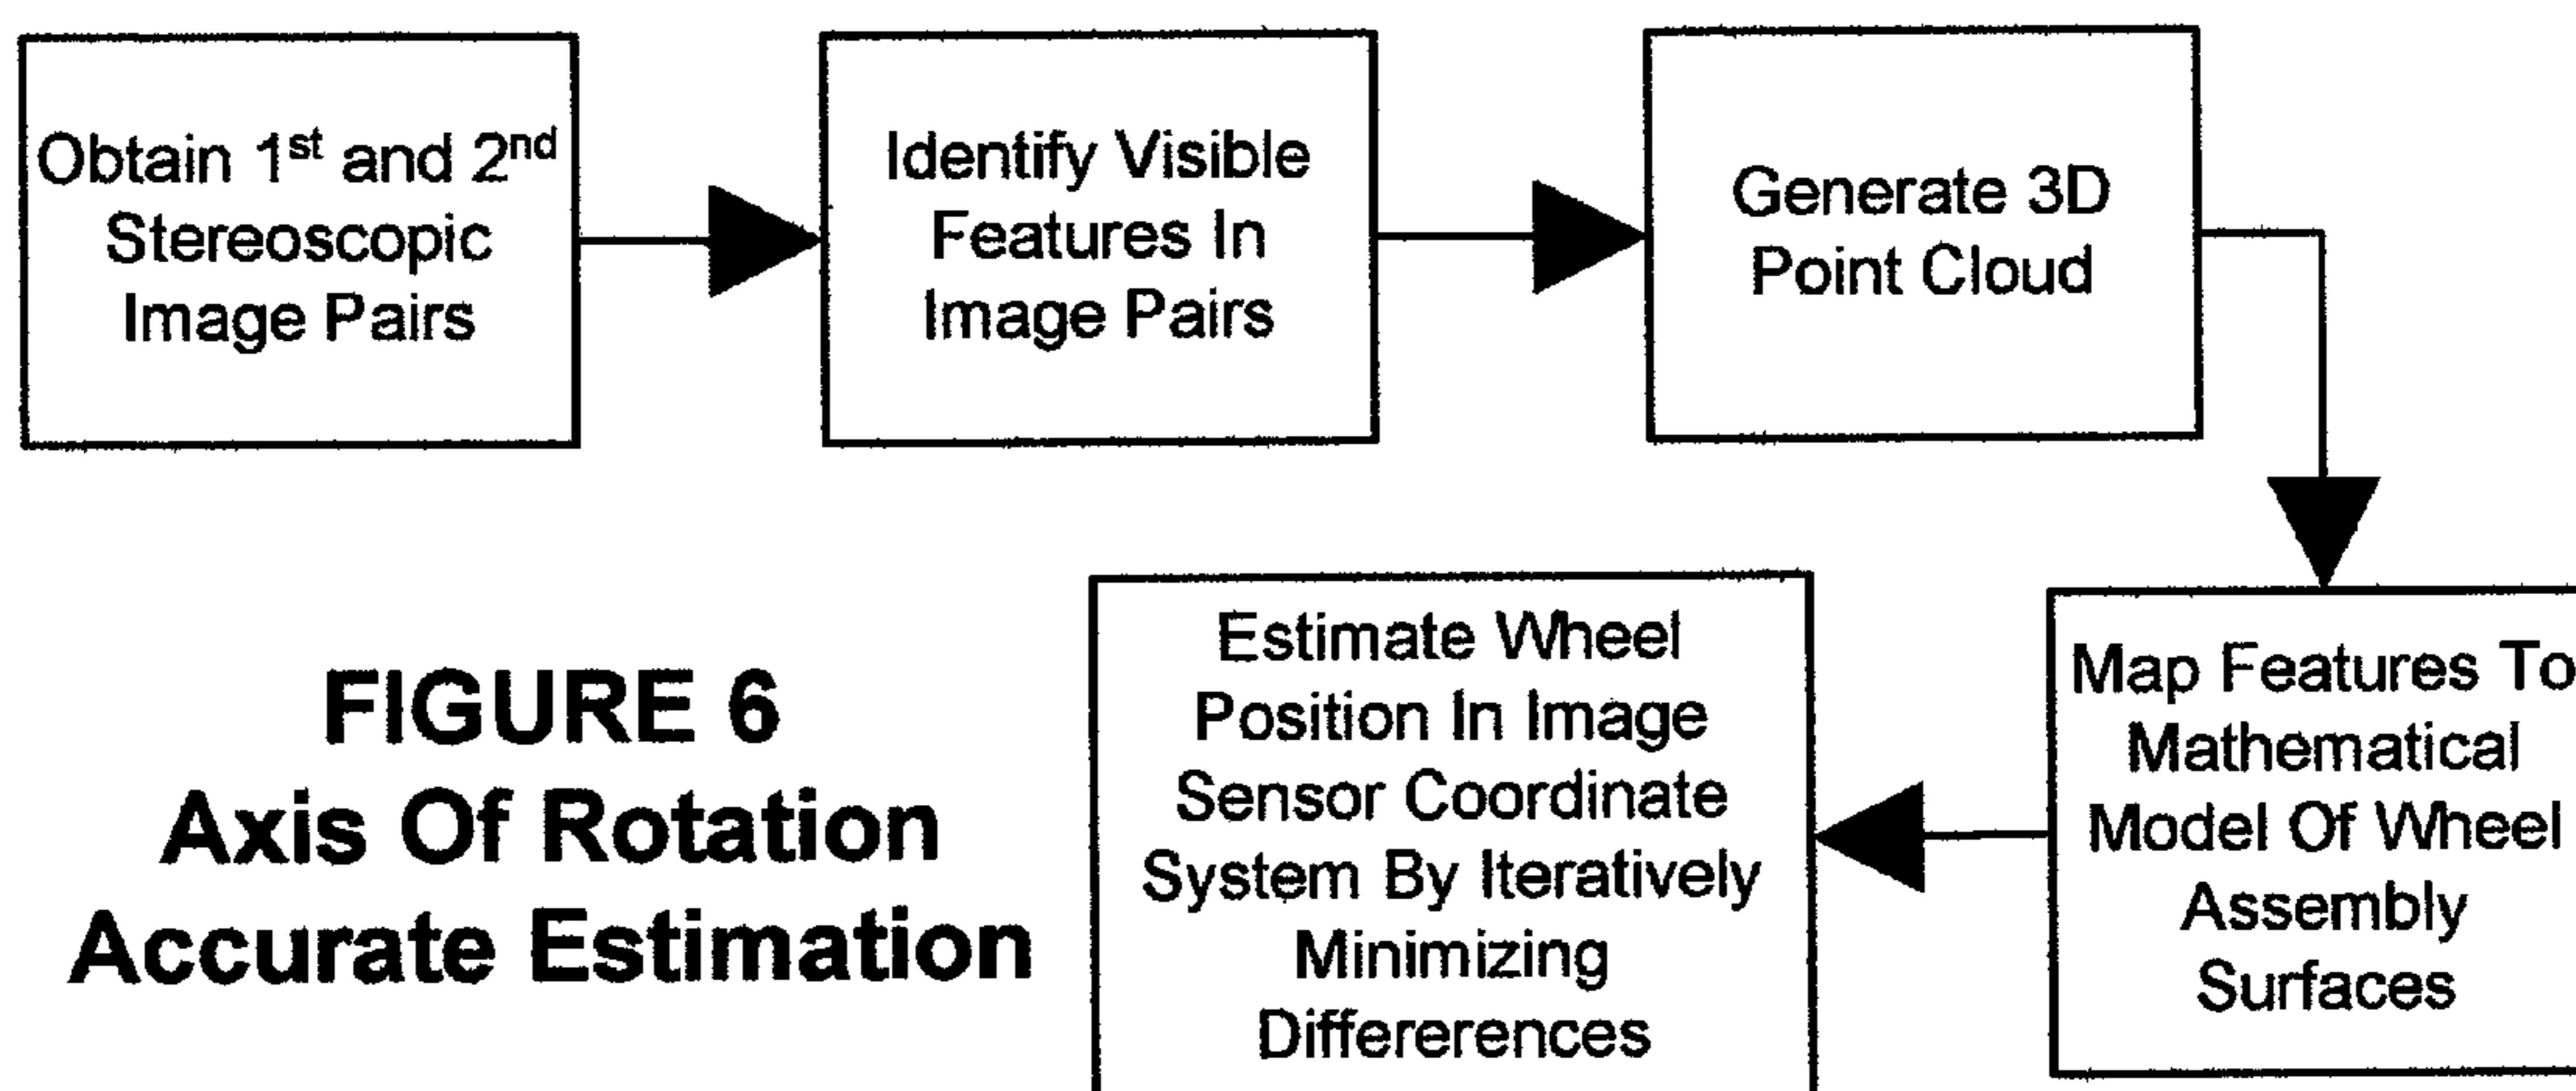 Obtain 1st and 2nd
Stereoscopic
Image Pairs
Identify Visible
Features In
Image Pairs
Generate 3D
Point Cloud
Map Features To
Mathematical
Model Of Wheel
Assembly
Surfaces
Estimate Wheel
Position In Image
Sensor Coordinate
System By Iteratively
Minimizing
Differerences
FIGURE 6
Axis Of Rotation
Accurate Estimation